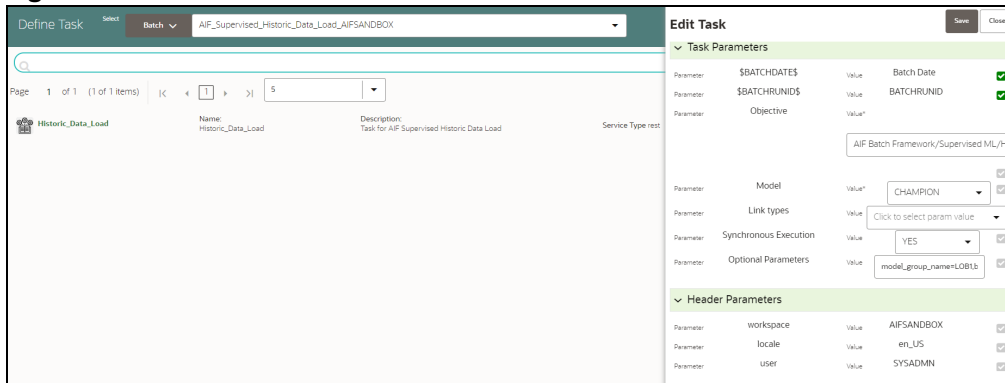 Define Task Select Batch AIF_Supervised_Historic_Data_Load_AIFSANDBOX
Page 1 of 1 (1 of 1 items) 1 5
Historic_Data_Load
Name:
Historic_Data_Load
Description:
Task for AIF Supervised Historic Data Load
Service Type rest
Edit Task Save Close
Task Parameters
Parameter $BATCHDATE$ Value Batch Date
Parameter $BATCHRUNID$ Value BATCHRUNID
Parameter Objective Value*
AIF Batch Framework/Supervised ML/H
Parameter Model Value* CHAMPION
Parameter Link types Value Click to select param value
Parameter Synchronous Execution Value YES
Parameter Optional Parameters Value model_group_name=LOB1,b
Header Parameters
Parameter workspace Value AIFSANDBOX
Parameter locale Value en_US
Parameter user Value SYSADMN